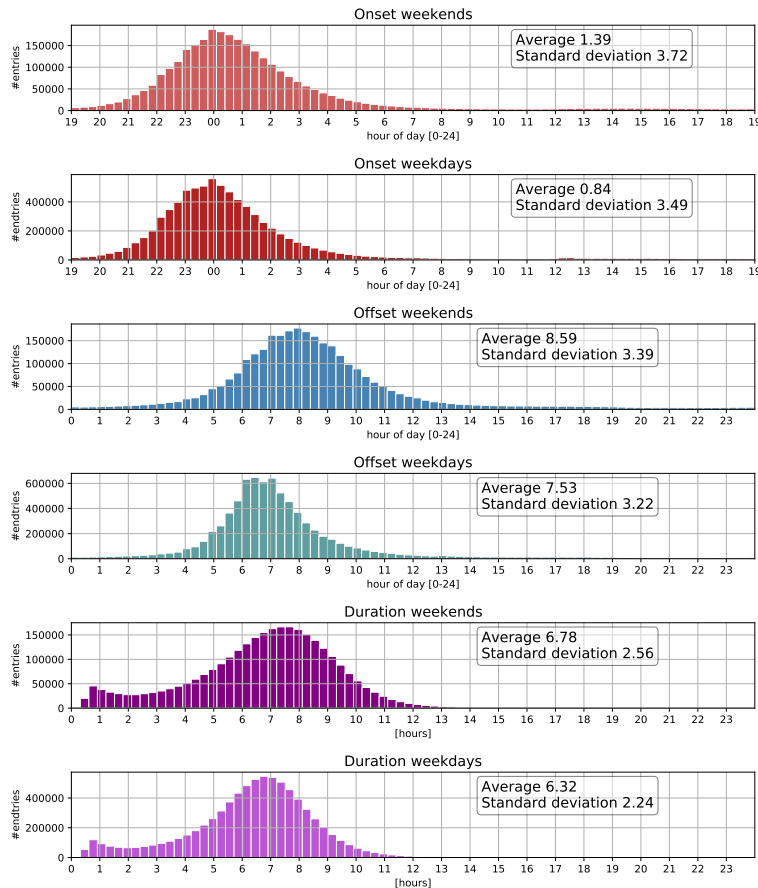 Onset weekends
Average 1.39
Standard deviation 3.72
#entries
150000
100000
50000
0
19 20 21 22 23 00 1 2 3 4 5 6 7 8 9 10 11 12 13 14 15 16 17 18 19
hour of day [0-24]
Onset weekdays
Average 0.84
Standard deviation 3.49
#endtries
400000
200000
0
19 20 21 22 23 00 1 2 3 4 5 6 7 8 9 10 11 12 13 14 15 16 17 18 19
hour of day [0-24]
Offset weekends
Average 8.59
Standard deviation 3.39
#entries
150000
100000
50000
0
0 1 2 3 4 5 6 7 8 9 10 11 12 13 14 15 16 17 18 19 20 21 22 23
hour of day [0-24]
Offset weekdays
Average 7.53
Standard deviation 3.22
#endtries
600000
400000
200000
0
0 1 2 3 4 5 6 7 8 9 10 11 12 13 14 15 16 17 18 19 20 21 22 23
hour of day [0-24]
Duration weekends
Average 6.78
Standard deviation 2.56
#entries
150000
100000
50000
0
0 1 2 3 4 5 6 7 8 9 10 11 12 13 14 15 16 17 18 19 20 21 22 23
[hours]
Duration weekdays
Average 6.32
Standard deviation 2.24
#endtries
400000
200000
0
0 1 2 3 4 5 6 7 8 9 10 11 12 13 14 15 16 17 18 19 20 21 22 23
[hours]